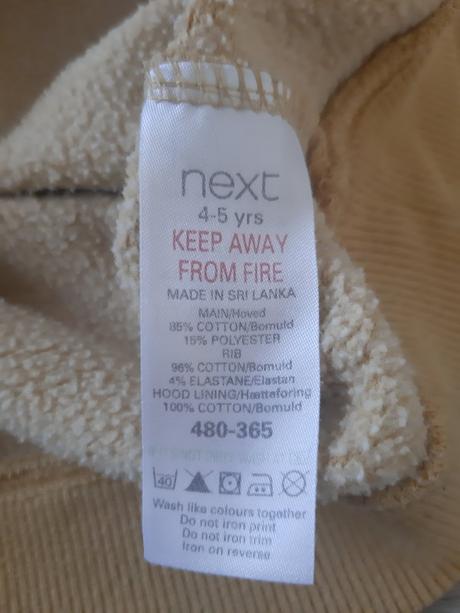 next
4-5 yrs
KEEP AWAY
FROM FIRE
MADE IN SRI LANKA
MAIN/Hoved
85% COTTON/Bomuld
15% POLYESTER
RIB
96% COTTON/Bomuld
4% ELASTANE/Elastan
HOOD LINING/Hætteforing
100% COTTON/Bomuld
480-365
40
Wash like colours together
Do not iron print
Do not iron trim
Iron on reverse